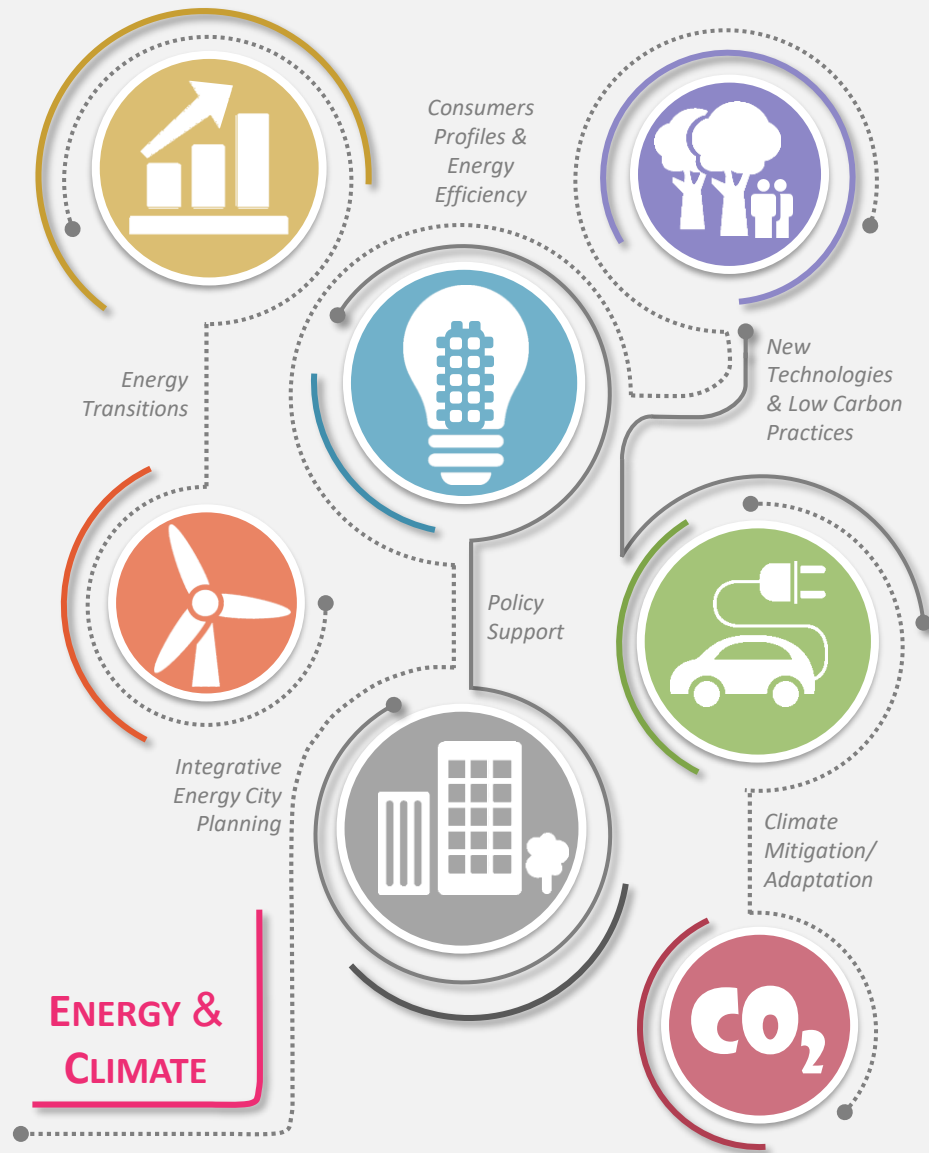 Consumers
Profiles &
Energy
Efficiency
Energy
Transitions
New
Technologies
& Low Carbon
Practices
Policy
Support
Integrative
Energy City
Planning
Climate
Mitigation/
Adaptation
ENERGY &
CLIMATE
CO₂